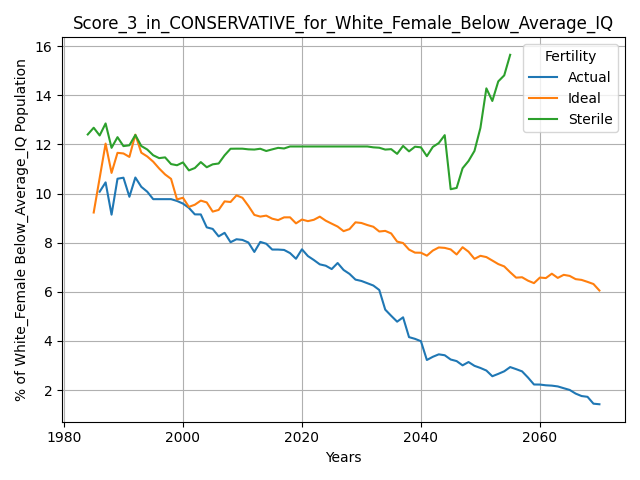 Score_3_in_CONSERVATIVE_for_White_Female_Below_Average_IQ
% of White_Female Below_Average_IQ Population
16
14
12
10
8
6
4
2
Fertility
Actual
Ideal
Sterile
1980
2000
2020
2040
2060
Years